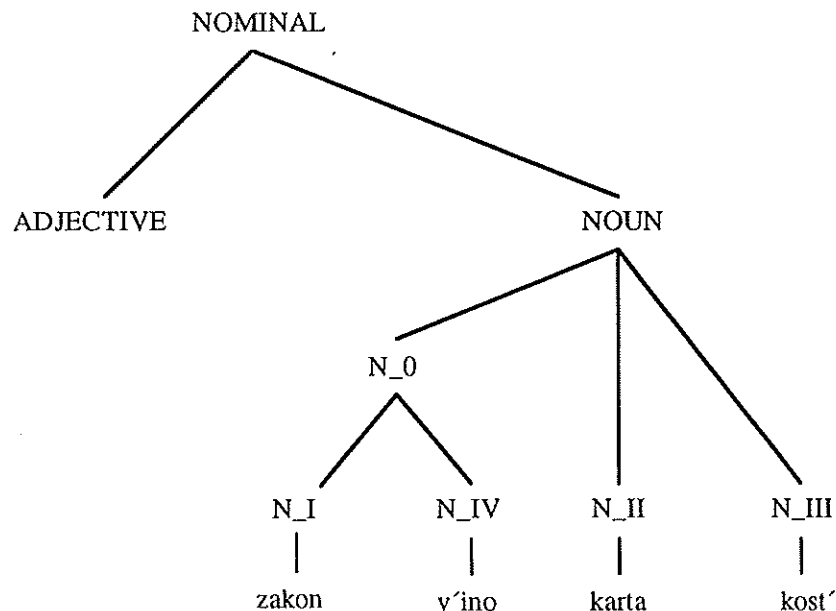 NOMINAL
ADJECTIVE NOUN
N_0
N_I N_IV N_II N_III
zakon v´ino karta kost´